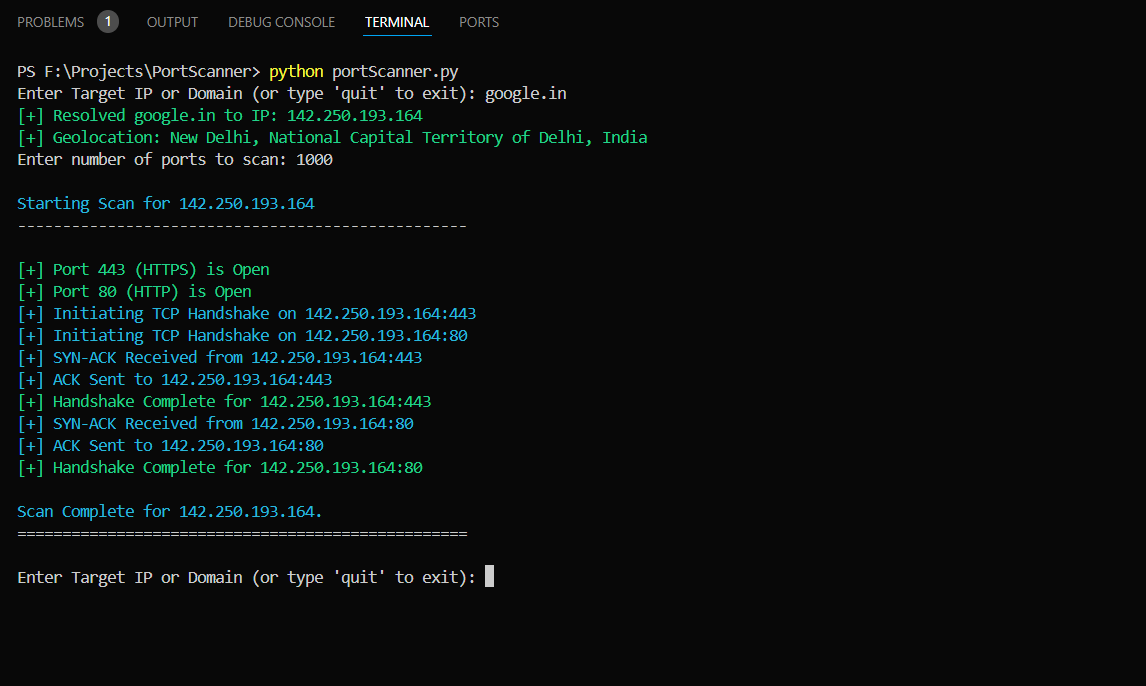 PROBLEMS 1 OUTPUT DEBUG CONSOLE TERMINAL PORTS
PS F:\Projects\PortScanner> python portScanner.py
Enter Target IP or Domain (or type 'quit' to exit): google.in
[+] Resolved google.in to IP: 142.250.193.164
[+] Geolocation: New Delhi, National Capital Territory of Delhi, India
Enter number of ports to scan: 1000
Starting Scan for 142.250.193.164
--------------------------------------------------
[+] Port 443 (HTTPS) is Open
[+] Port 80 (HTTP) is Open
[+] Initiating TCP Handshake on 142.250.193.164:443
[+] Initiating TCP Handshake on 142.250.193.164:80
[+] SYN-ACK Received from 142.250.193.164:443
[+] ACK Sent to 142.250.193.164:443
[+] Handshake Complete for 142.250.193.164:443
[+] SYN-ACK Received from 142.250.193.164:80
[+] ACK Sent to 142.250.193.164:80
[+] Handshake Complete for 142.250.193.164:80
Scan Complete for 142.250.193.164.
==================================================
Enter Target IP or Domain (or type 'quit' to exit):